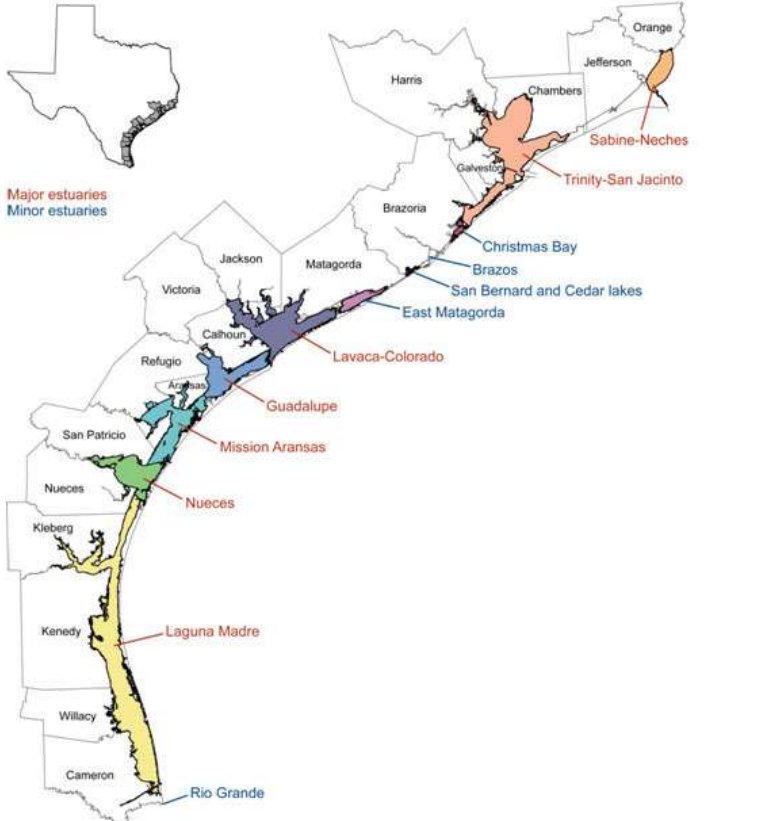 Orange
Jefferson
Harris
Chambers
Sabine-Neches
Galveston
Trinity-San Jacinto
Major estuaries
Minor estuaries
Brazoria
Christmas Bay
Jackson
Matagorda
Brazos
Victoria
San Bernard and Cedar lakes
East Matagorda
Calhoun
Lavaca-Colorado
Refugio
Aransas
Guadalupe
San Patricio
Mission Aransas
Nueces
Nueces
Kleberg
Kenedy
Laguna Madre
Willacy
Cameron
Rio Grande